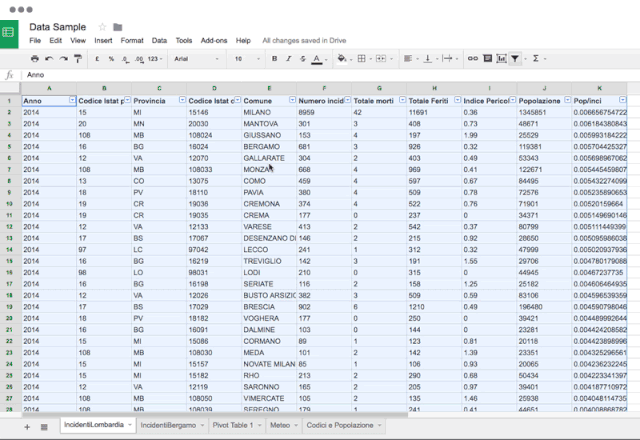 Data Sample
File Edit View Insert Format Data Tools Add-ons Help All changes saved in Drive
£ % .0 .00 123 Arial 10 B I S A
fx Anno
A B C D E F G H I J K
1 Anno Codice Istat Provincia Codice Istat Comune Numero incid Totale morti Totale Feriti Indice Pericol Popolazione Pop/inci
2 2014 15 MI 15146 MILANO 8959 42 11691 0.36 1345851 0.006656754722
3 2014 20 MN 20030 MANTOVA 301 3 408 0.73 48671 0.006184380843
4 2014 108 MB 108024 GIUSSANO 153 4 197 1.99 25529 0.005993184222
5 2014 16 BG 16024 BERGAMO 681 3 926 0.32 119381 0.005704425327
6 2014 12 VA 12070 GALLARATE 304 2 403 0.49 53343 0.005698967062
7 2014 108 MB 108033 MONZA 668 4 969 0.41 122671 0.005445459807
8 2014 13 CO 13075 COMO 459 4 597 0.67 84495 0.005432274099
9 2014 18 PV 18110 PAVIA 380 4 509 0.78 72576 0.005235890653
10 2014 19 CR 19036 CREMONA 374 4 522 0.76 71901 0.00520159664
11 2014 19 CR 19035 CREMA 177 0 237 0 34371 0.005149690146
12 2014 12 VA 12133 VARESE 413 2 542 0.37 80799 0.005111449399
13 2014 17 BS 17067 DESENZANO D 146 2 215 0.92 28650 0.005095986038
14 2014 97 LC 97042 LECCO 241 1 312 0.32 47999 0.005020937936
15 2014 16 BG 16219 TREVIGLIO 142 3 191 1.55 29706 0.004780179088
16 2014 98 LO 98031 LODI 210 0 315 0 44945 0.00467237735
17 2014 16 BG 16198 SERIATE 116 2 158 1.25 25182 0.004606464935
18 2014 12 VA 12026 BUSTO ARSIZIO 382 3 509 0.59 83106 0.004596539359
19 2014 17 BS 17029 BRESCIA 902 6 1210 0.49 196480 0.004590798046
20 2014 18 PV 18182 VOGHERA 177 0 250 0 39421 0.004489992644
21 2014 16 BG 16091 DALMINE 103 0 144 0 23281 0.004424208582
22 2014 15 MI 15086 CORMANO 89 1 123 0.81 20118 0.004423898996
23 2014 108 MB 108030 MEDA 101 2 142 1.39 23351 0.004325296561
24 2014 15 MI 15157 NOVATE MILAN 85 1 106 0.93 20065 0.004236232245
25 2014 15 MI 15182 RHO 213 2 290 0.68 50434 0.004223341397
26 2014 12 VA 12119 SARONNO 165 2 205 0.97 39401 0.004187710972
27 2014 108 MB 108050 VIMERCATE 105 2 135 1.46 25938 0.004048114735
28 2014 108 MB 108039 SEREGNO 179 1 241 0.41 44651 0.004008868782
IncidentiLombardia IncidentiBergamo Pivot Table 1 Meteo Codici e Popolazione